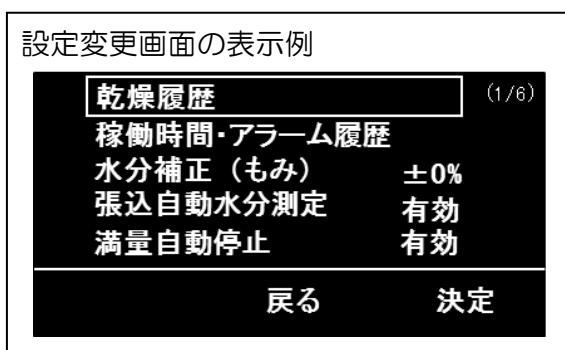 設定変更画面の表示例
乾燥履歴 (1/6)
稼働時間・アラーム履歴
水分補正(もみ) ±0%
張込自動水分測定 有効
満量自動停止 有効
戻る 決定